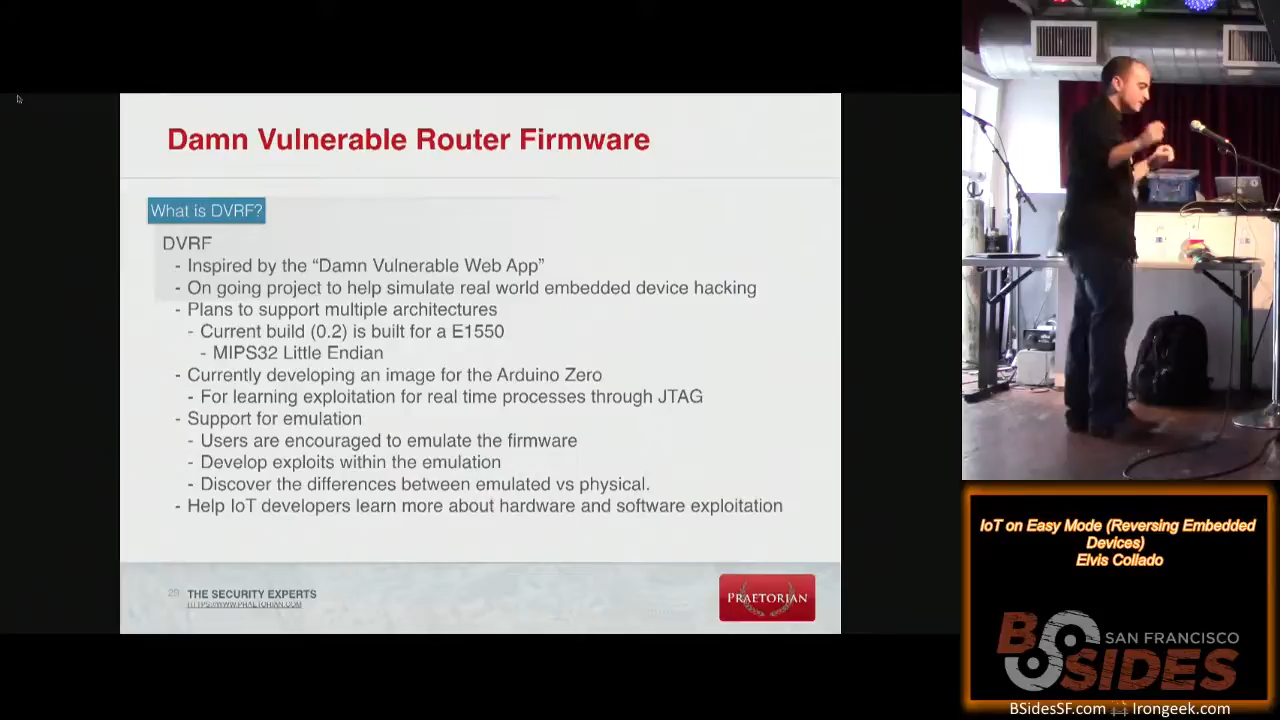 Damn Vulnerable Router Firmware
What is DVRF?
DVRF
- Inspired by the “Damn Vulnerable Web App”
- On going project to help simulate real world embedded device hacking
- Plans to support multiple architectures
- Current build (0.2) is built for a E1550
- MIPS32 Little Endian
- Currently developing an image for the Arduino Zero
- For learning exploitation for real time processes through JTAG
- Support for emulation
- Users are encouraged to emulate the firmware
- Develop exploits within the emulation
- Discover the differences between emulated vs physical.
- Help IoT developers learn more about hardware and software exploitation
29 THE SECURITY EXPERTS
HTTPS://WWW.PRAETORIAN.COM
PRAETORIAN
IoT on Easy Mode (Reversing Embedded
Devices)
Elvis Collado
BSIDES
SAN FRANCISCO
BSidesSF.com
Irongeek.com